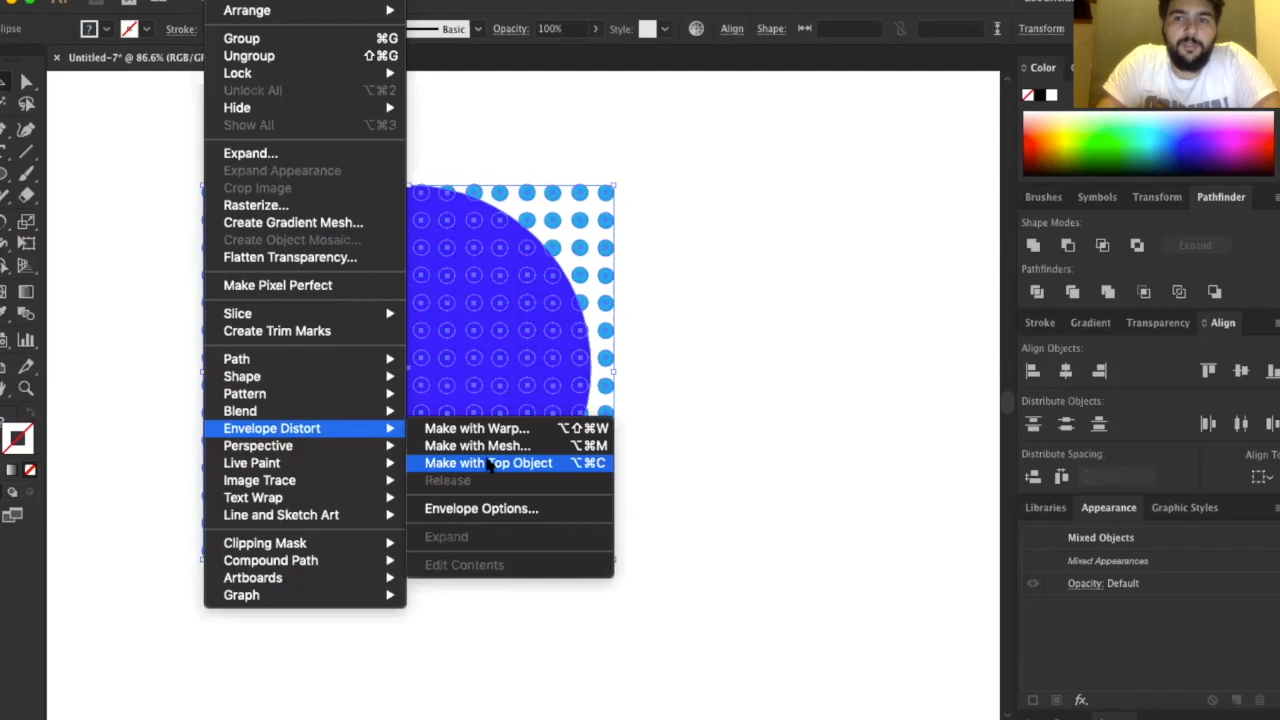 Arrange
Group ⌘G
Ungroup ⇧⌘G
Lock
Unlock All ⌥⌘2
Hide
Show All ⌥⌘3
Expand...
Expand Appearance
Crop Image
Rasterize...
Create Gradient Mesh...
Create Object Mosaic...
Flatten Transparency...
Make Pixel Perfect
Slice
Create Trim Marks
Path
Shape
Pattern
Blend
Envelope Distort
Perspective
Live Paint
Image Trace
Text Wrap
Line and Sketch Art
Clipping Mask
Compound Path
Artboards
Graph
Make with Warp... ⌥⇧⌘W
Make with Mesh... ⌥⌘M
Make with Top Object ⌥⌘C
Release
Envelope Options...
Expand
Edit Contents
lipse
?
Stroke:
Basic
Opacity: 100%
Style:
Align
Shape:
Transform
× Untitled-7* @ 86.6% (RGB/GP
?
Color
Brushes Symbols Transform Pathfinder
Shape Modes:
Expand
Pathfinders:
Stroke Gradient Transparency Align
Align Objects:
Distribute Objects:
Distribute Spacing: Align To
Libraries Appearance Graphic Styles
Mixed Objects
Mixed Appearances
Opacity: Default
fx